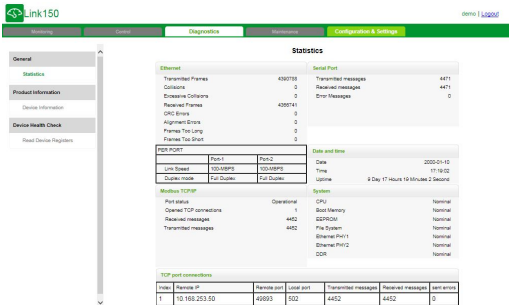 Link150
demo | Logout
Monitoring Control Diagnostics Maintenance Configuration & Settings
General
Statistics
Product Information
Device Information
Device Health Check
Read Device Registers
Statistics
Ethernet
Transmitted Frames 4390788
Collisions 0
Excessive Collisions 0
Received Frames 4366741
CRC Errors 0
Alignment Errors 0
Frames Too Long 0
Frames Too Short 0
PER PORT
Port-1 Port-2
Link Speed 100-MBPS 100-MBPS
Duplex mode Full Duplex Full Duplex
Serial Port
Transmitted messages 4471
Received messages 4471
Error Messages 0
Date and time
Date 2000-01-10
Time 17:19:02
Uptime 9 Day 17 Hours 19 Minutes 2 Second
Modbus TCP/IP
Port status Operational
Opened TCP connections 1
Received messages 4452
Transmitted messages 4452
System
CPU Nominal
Boot Memory Nominal
EEPROM Nominal
File System Nominal
Ethernet PHY1 Nominal
Ethernet PHY2 Nominal
DDR Nominal
TCP port connections
Index Remote IP Remote port Local port Transmitted messages Received messages sent errors
1 10.168.253.50 49893 502 4452 4452 0